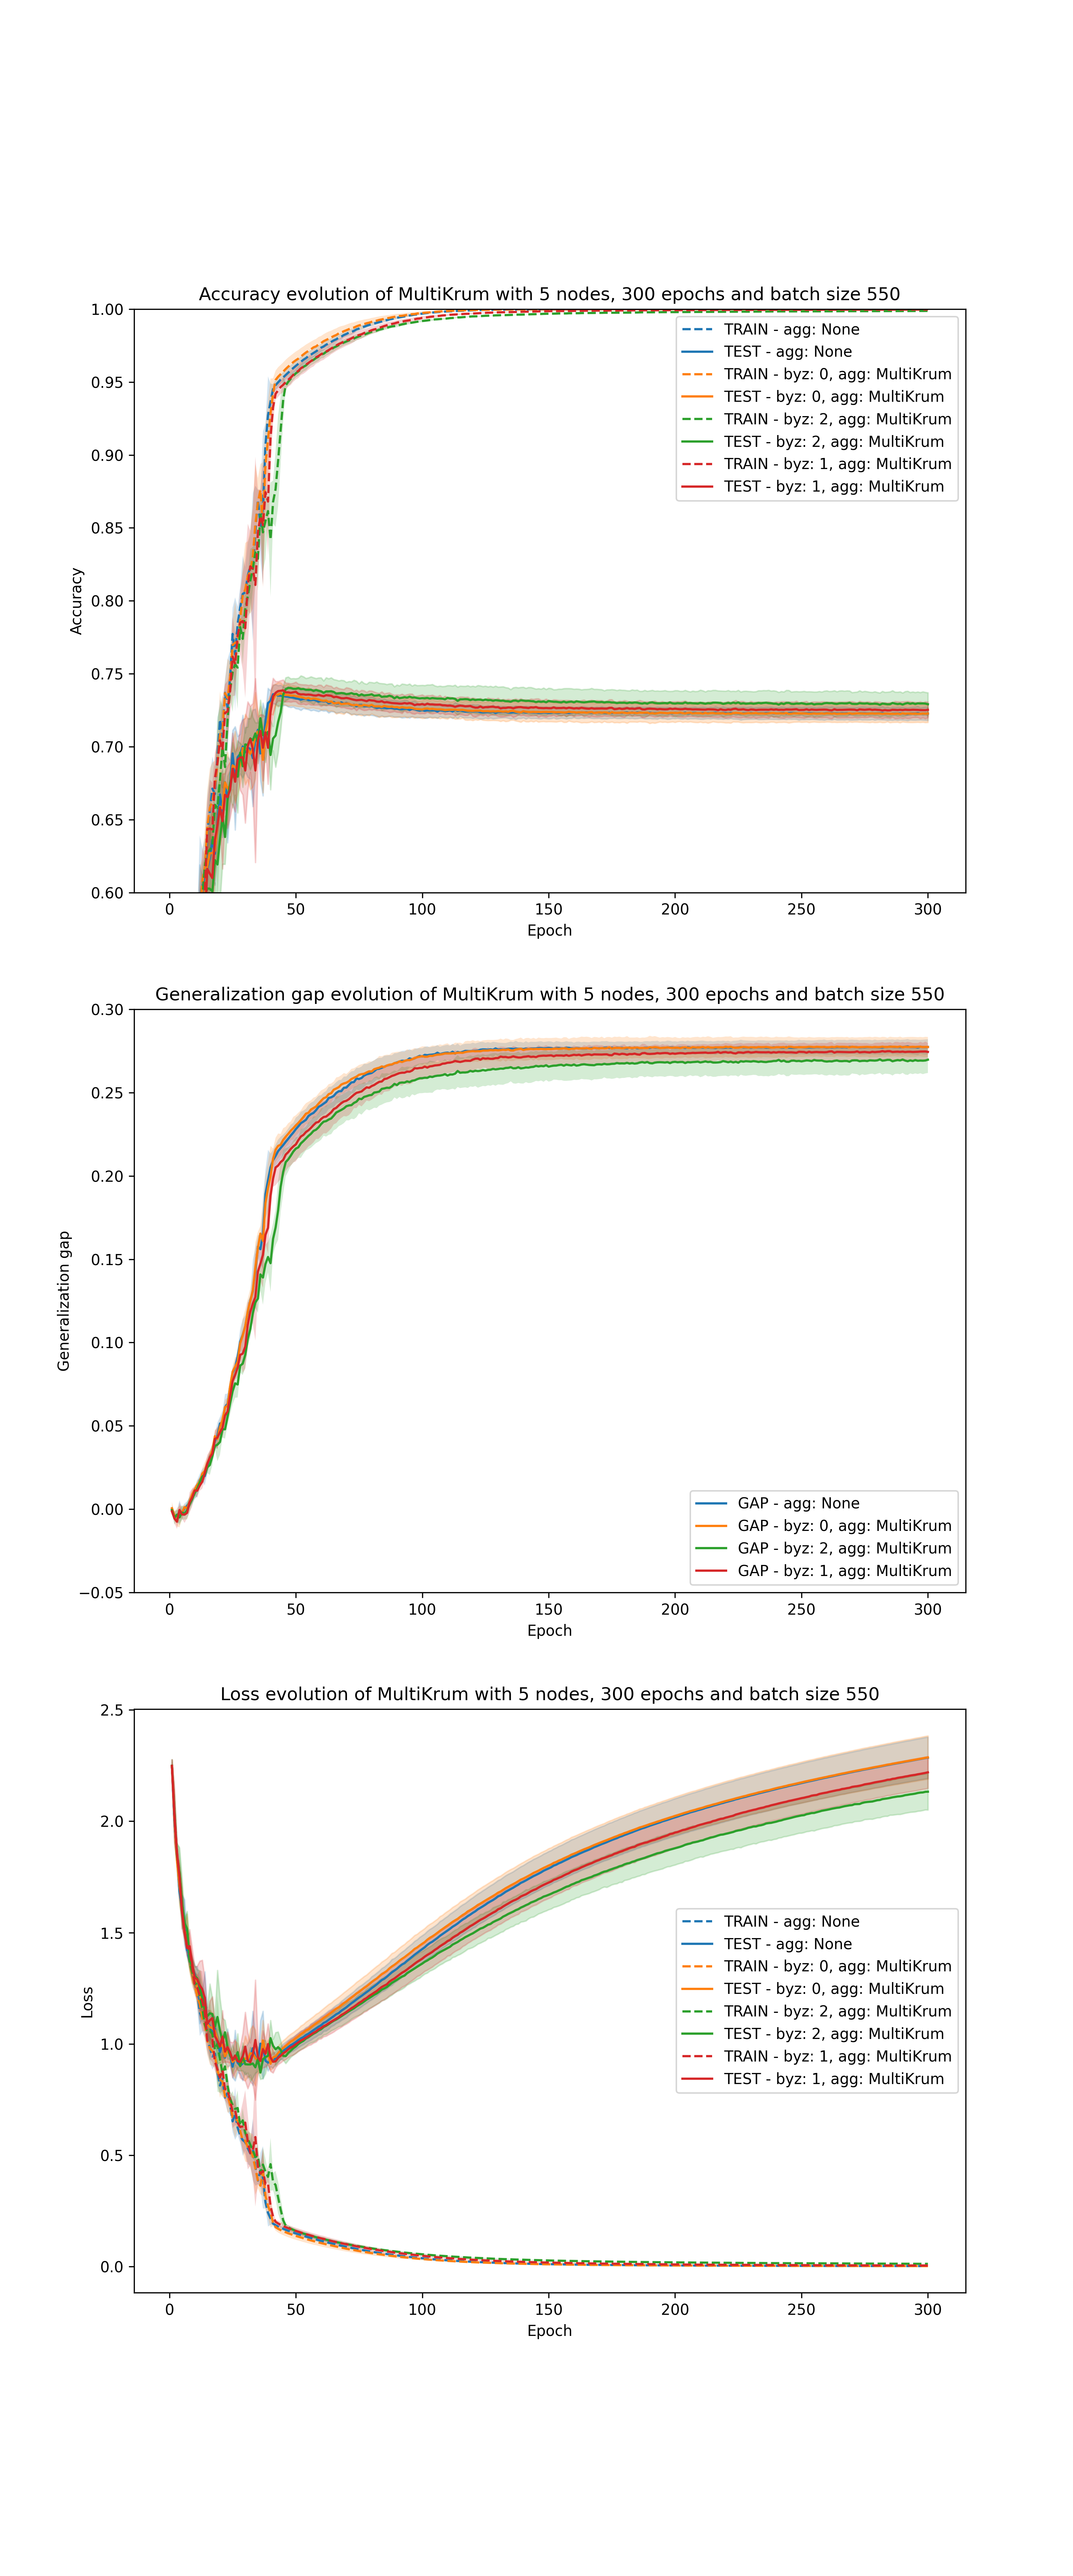 Accuracy evolution of MultiKrum with 5 nodes, 300 epochs and batch size 550
1.00
0.95
0.90
0.85
0.80
0.75
0.70
0.65
0.60
Accuracy
TRAIN - agg: None
TEST - agg: None
TRAIN - byz: 0, agg: MultiKrum
TEST - byz: 0, agg: MultiKrum
TRAIN - byz: 2, agg: MultiKrum
TEST - byz: 2, agg: MultiKrum
TRAIN - byz: 1, agg: MultiKrum
TEST - byz: 1, agg: MultiKrum
0 50 100 150 200 250 300
Epoch
Generalization gap evolution of MultiKrum with 5 nodes, 300 epochs and batch size 550
0.30
0.25
0.20
0.15
0.10
0.05
0.00
−0.05
Generalization gap
GAP - agg: None
GAP - byz: 0, agg: MultiKrum
GAP - byz: 2, agg: MultiKrum
GAP - byz: 1, agg: MultiKrum
0 50 100 150 200 250 300
Epoch
Loss evolution of MultiKrum with 5 nodes, 300 epochs and batch size 550
2.5
2.0
1.5
1.0
0.5
0.0
Loss
TRAIN - agg: None
TEST - agg: None
TRAIN - byz: 0, agg: MultiKrum
TEST - byz: 0, agg: MultiKrum
TRAIN - byz: 2, agg: MultiKrum
TEST - byz: 2, agg: MultiKrum
TRAIN - byz: 1, agg: MultiKrum
TEST - byz: 1, agg: MultiKrum
0 50 100 150 200 250 300
Epoch